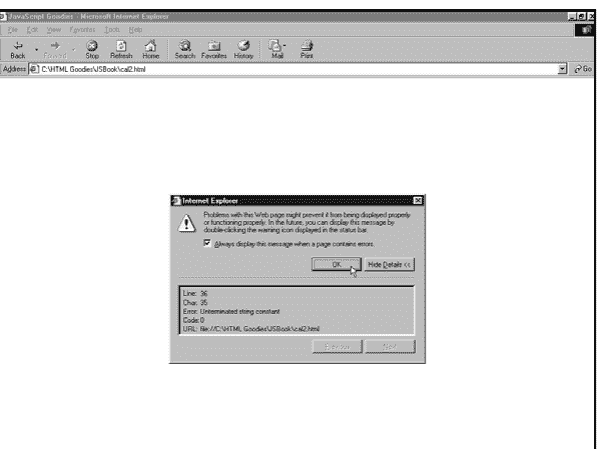 JavaScript Goodies - Microsoft Internet Explorer
File Edit View Favorites Tools Help
Back Forward Stop Refresh Home Search Favorites History Mail Print
Address C:\HTML Goodies\JSBook\cal2.html Go
Internet Explorer
Problems with this Web page might prevent it from being displayed properly
or functioning properly. In the future, you can display this message by
double-clicking the warning icon displayed in the status bar.
Always display this message when a page contains errors.
OK Hide Details <<
Line: 36
Char: 35
Error: Unterminated string constant
Code: 0
URL: file://C:\HTML Goodies\JSBook\cal2.html
Previous Next